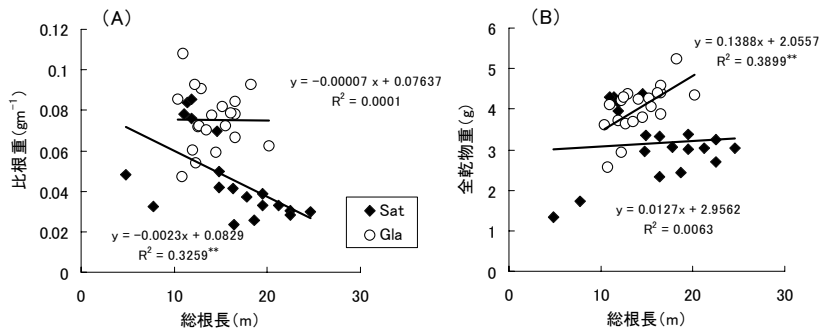 (A)
比根重(gm⁻¹)
0.12
0.1
0.08
0.06
0.04
0.02
0
y = −0.00007 x + 0.07637
R² = 0.0001
y = −0.0023x + 0.0829
R² = 0.3259**
Sat
Gla
0 10 20 30
総根長(m)
(B)
全乾物重(g)
6
5
4
3
2
1
0
y = 0.1388x + 2.0557
R² = 0.3899**
y = 0.0127x + 2.9562
R² = 0.0063
0 10 20 30
総根長(m)